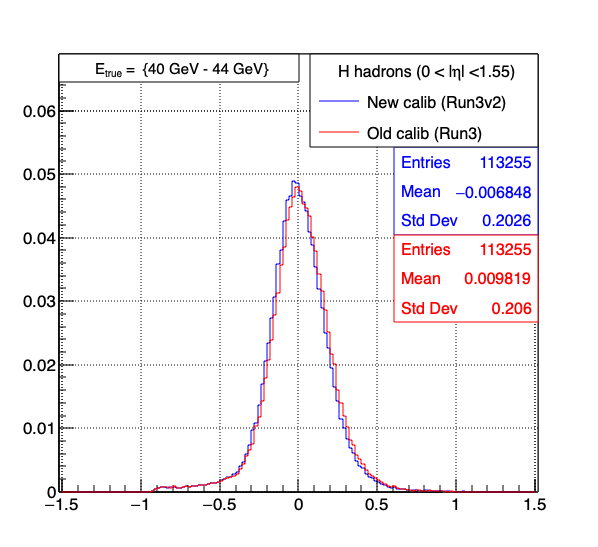 E_true = {40 GeV - 44 GeV}
H hadrons (0 < |η| <1.55)
New calib (Run3v2)
Old calib (Run3)
Entries 113255
Mean −0.006848
Std Dev 0.2026
Entries 113255
Mean 0.009819
Std Dev 0.206
0.06
0.05
0.04
0.03
0.02
0.01
0
−1.5 −1 −0.5 0 0.5 1 1.5